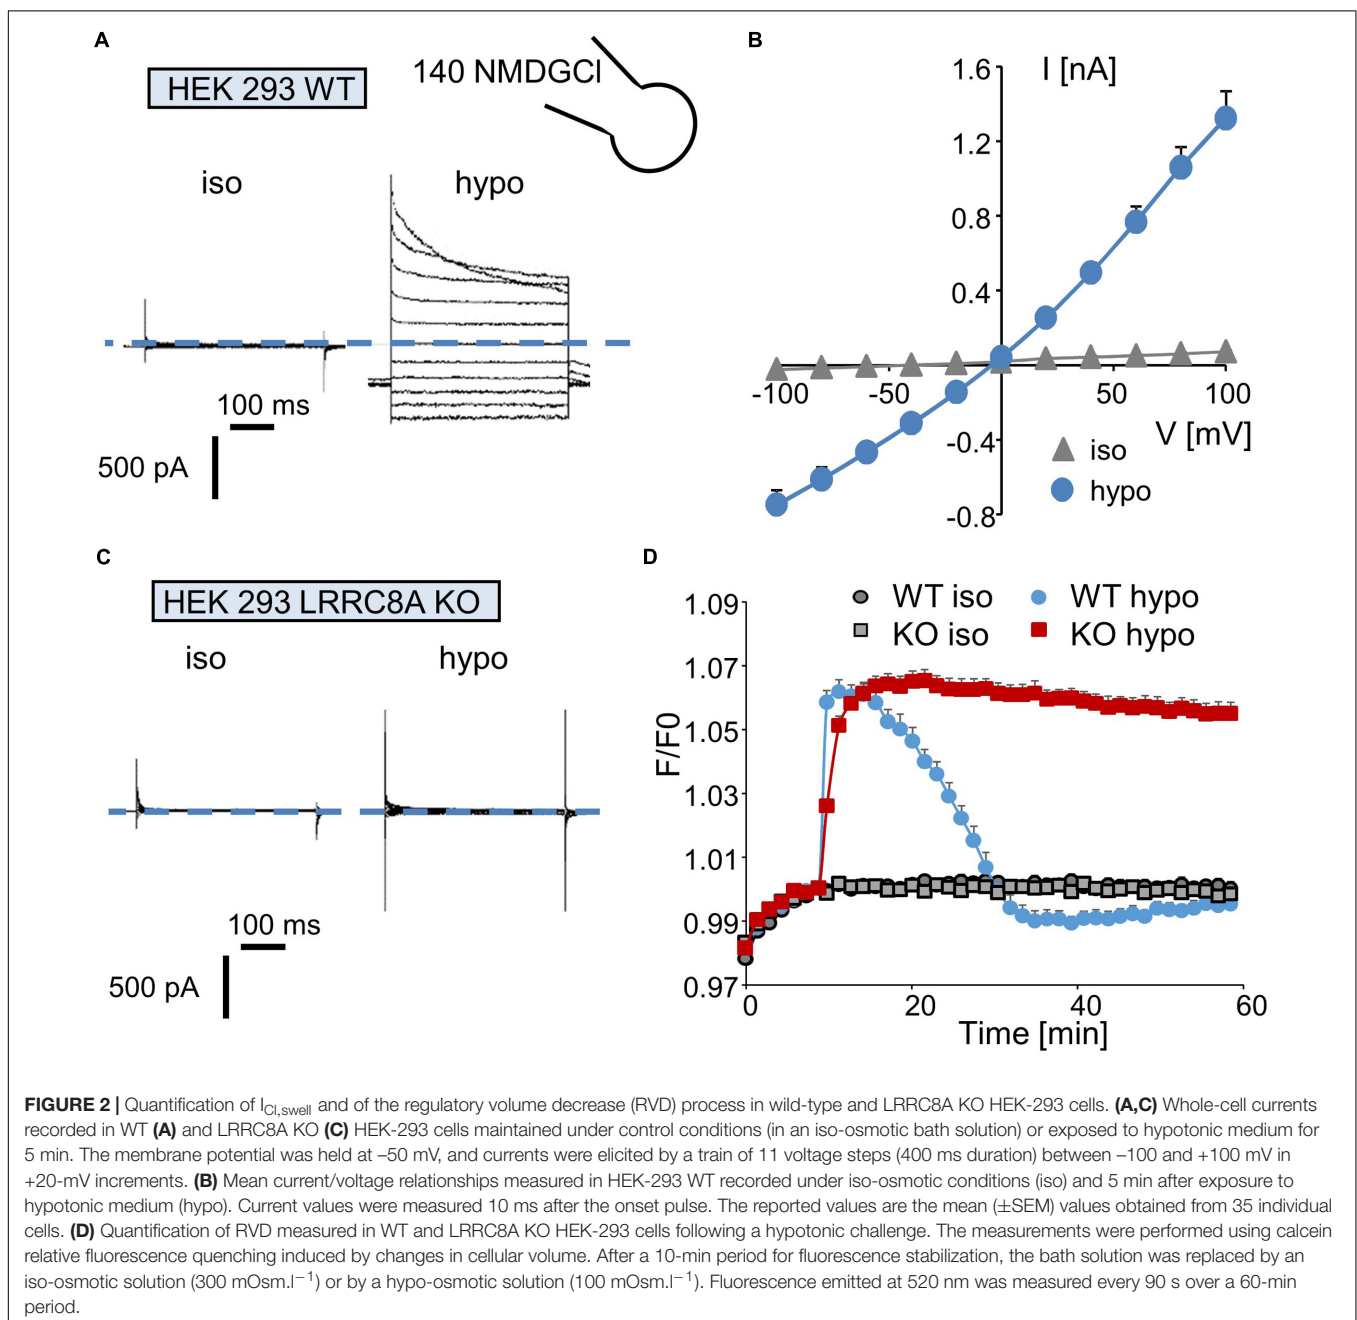 A
HEK 293 WT
140 NMDGCl
iso
hypo
100 ms
500 pA
B
I [nA]
1.6
1.2
0.8
0.4
-100
-50
50
100
V [mV]
-0.4
-0.8
iso
hypo
C
HEK 293 LRRC8A KO
iso
hypo
100 ms
500 pA
D
WT iso
WT hypo
KO iso
KO hypo
1.09
1.07
1.05
1.03
1.01
0.99
0.97
F/F0
0
20
40
60
Time [min]
FIGURE 2 | Quantification of ICl,swell and of the regulatory volume decrease (RVD) process in wild-type and LRRC8A KO HEK-293 cells. (A,C) Whole-cell currents
recorded in WT (A) and LRRC8A KO (C) HEK-293 cells maintained under control conditions (in an iso-osmotic bath solution) or exposed to hypotonic medium for
5 min. The membrane potential was held at –50 mV, and currents were elicited by a train of 11 voltage steps (400 ms duration) between –100 and +100 mV in
+20-mV increments. (B) Mean current/voltage relationships measured in HEK-293 WT recorded under iso-osmotic conditions (iso) and 5 min after exposure to
hypotonic medium (hypo). Current values were measured 10 ms after the onset pulse. The reported values are the mean (±SEM) values obtained from 35 individual
cells. (D) Quantification of RVD measured in WT and LRRC8A KO HEK-293 cells following a hypotonic challenge. The measurements were performed using calcein
relative fluorescence quenching induced by changes in cellular volume. After a 10-min period for fluorescence stabilization, the bath solution was replaced by an
iso-osmotic solution (300 mOsm.l−1) or by a hypo-osmotic solution (100 mOsm.l−1). Fluorescence emitted at 520 nm was measured every 90 s over a 60-min
period.